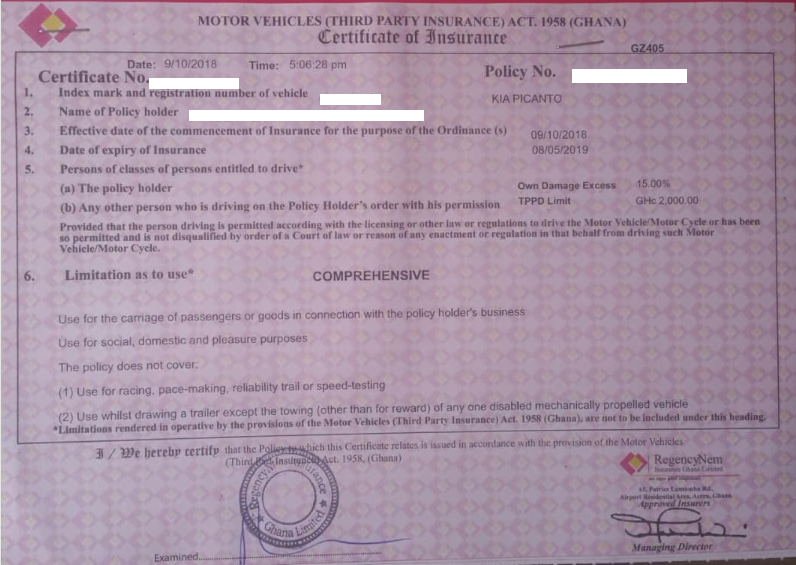 MOTOR VEHICLES (THIRD PARTY INSURANCE) ACT. 1958 (GHANA)
Certificate of Insurance
GZ405
Date: 9/10/2018 Time: 5:06:28 pm
Certificate No. Policy No.
1. Index mark and registration number of vehicle KIA PICANTO
2. Name of Policy holder
3. Effective date of the commencement of Insurance for the purpose of the Ordinance (s) 09/10/2018
4. Date of expiry of Insurance 08/05/2019
5. Persons of classes of persons entitled to drive*
(a) The policy holder Own Damage Excess 15.00%
(b) Any other person who is driving on the Policy Holder's order with his permission TPPD Limit GHc 2,000.00
Provided that the person driving is permitted according with the licensing or other law or regulations to drive the Motor Vehicle/Motor Cycle or has been
so permitted and is not disqualified by order of a Court of law or reason of any enactment or regulation in that behalf from driving such Motor
Vehicle/Motor Cycle.
6. Limitation as to use* COMPREHENSIVE
Use for the carriage of passengers or goods in connection with the policy holder's business
Use for social, domestic and pleasure purposes
The policy does not cover:
(1) Use for racing, pace-making, reliability trail or speed-testing
(2) Use whilst drawing a trailer except the towing (other than for reward) of any one disabled mechanically propelled vehicle
*Limitations rendered in operative by the provisions of the Motor Vehicles (Third Party Insurance) Act. 1958 (Ghana), are not to be included under this heading.
I / We hereby certify that the Policy to which this Certificate relates is issued in accordance with the provision of the Motor Vehicles
(Third Party Insurance) Act. 1958, (Ghana)
RegencyNem
Insurance Ghana Limited
RegencyNem Insurance
Ghana Limited
67, Patrice Lumumba Rd.,
Airport Residential Area, Accra, Ghana
Approved Insurers
Managing Director
Examined